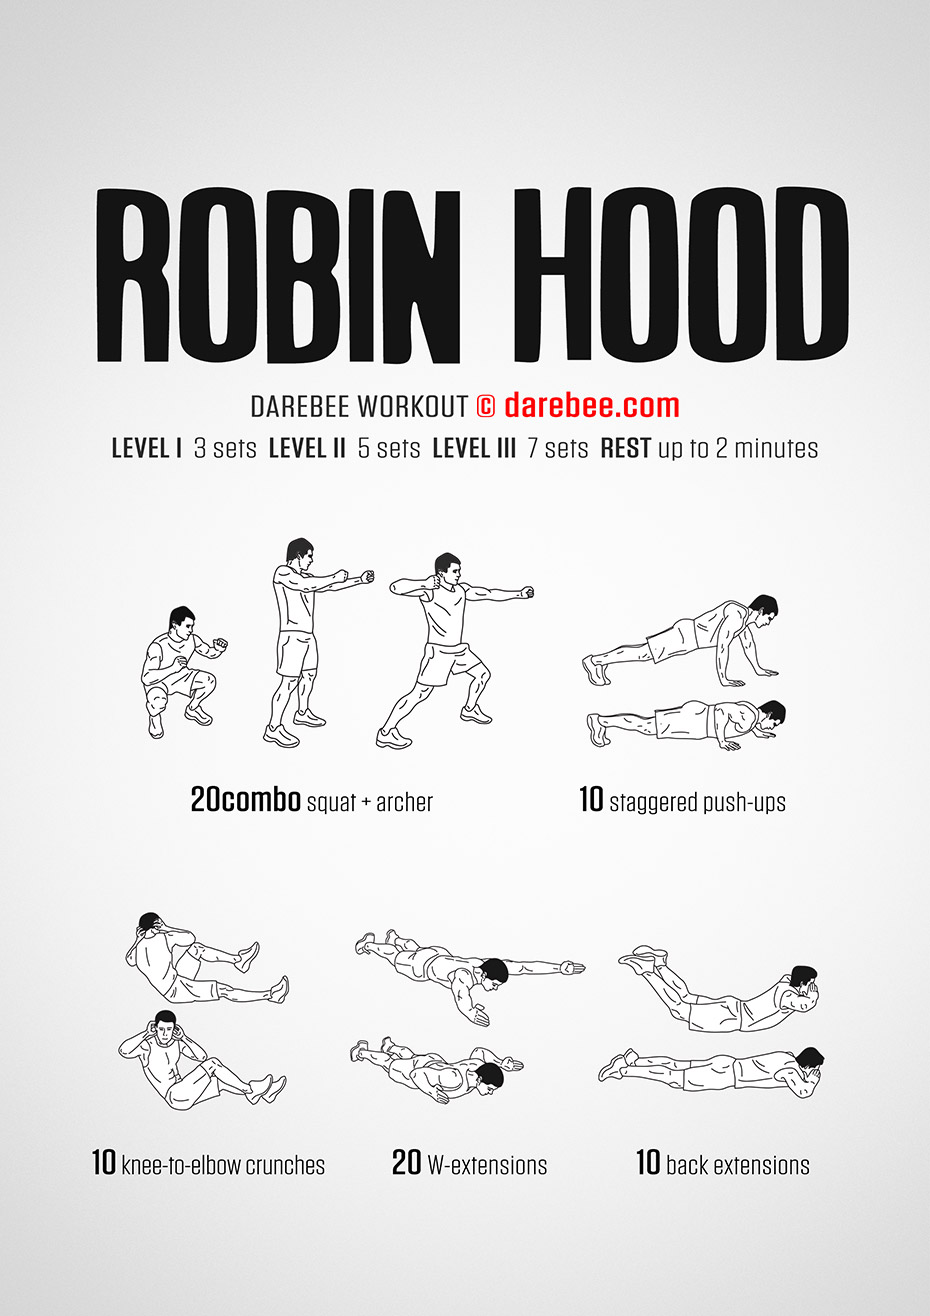 ROBIN HOOD
DAREBEE WORKOUT © darebee.com
LEVEL I 3 sets LEVEL II 5 sets LEVEL III 7 sets REST up to 2 minutes
20combo squat + archer
10 staggered push-ups
10 knee-to-elbow crunches
20 W-extensions
10 back extensions